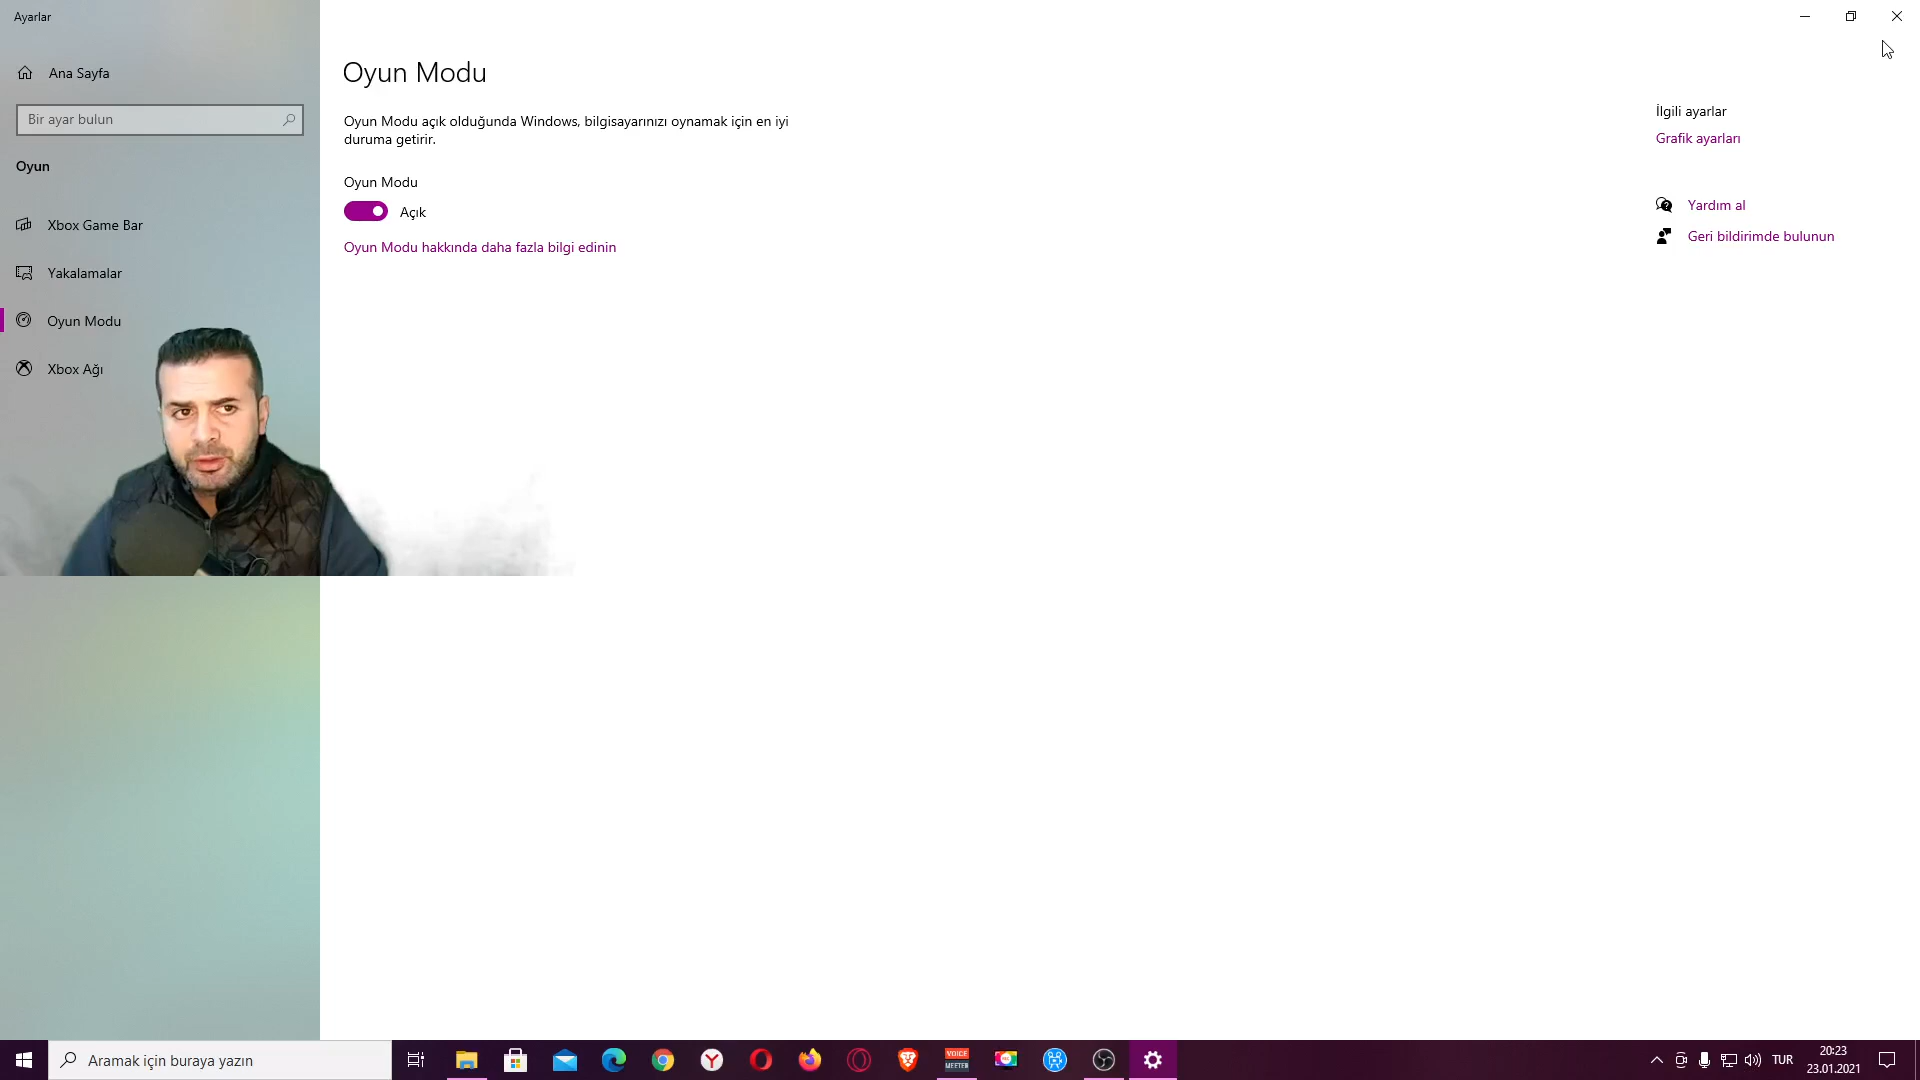 Ayarlar
Ana Sayfa
Bir ayar bulun
Oyun
Xbox Game Bar
Yakalamalar
Oyun Modu
Xbox Ağı
Oyun Modu
Oyun Modu açık olduğunda Windows, bilgisayarınızı oynamak için en iyi
duruma getirir.
Oyun Modu
Açık
Oyun Modu hakkında daha fazla bilgi edinin
İlgili ayarlar
Grafik ayarları
Yardım al
Geri bildirimde bulunun
Aramak için buraya yazın
VOICE
MEETER
TUR
20:23
23.01.2021